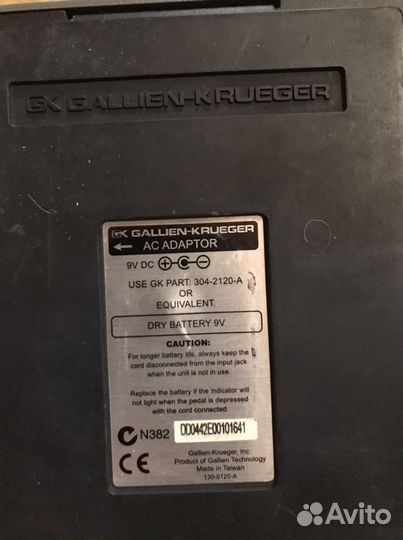 GK GALLIEN-KRUEGER
GK GALLIEN-KRUEGER
← AC ADAPTOR
9V DC
USE GK PART: 304-2120-A
OR
EQUIVALENT.
DRY BATTERY 9V
CAUTION:
For longer battery life, always keep the
cord disconnected from the input jack
when the unit is not in use.
Replace the battery if the indicator will
not light when the pedal is depressed
with the cord connected.
N382 DD0442E00101641
CE
Gallien-Krueger, Inc.
Product of Gallien Technology
Made in Taiwan
130-0120-A
Avito